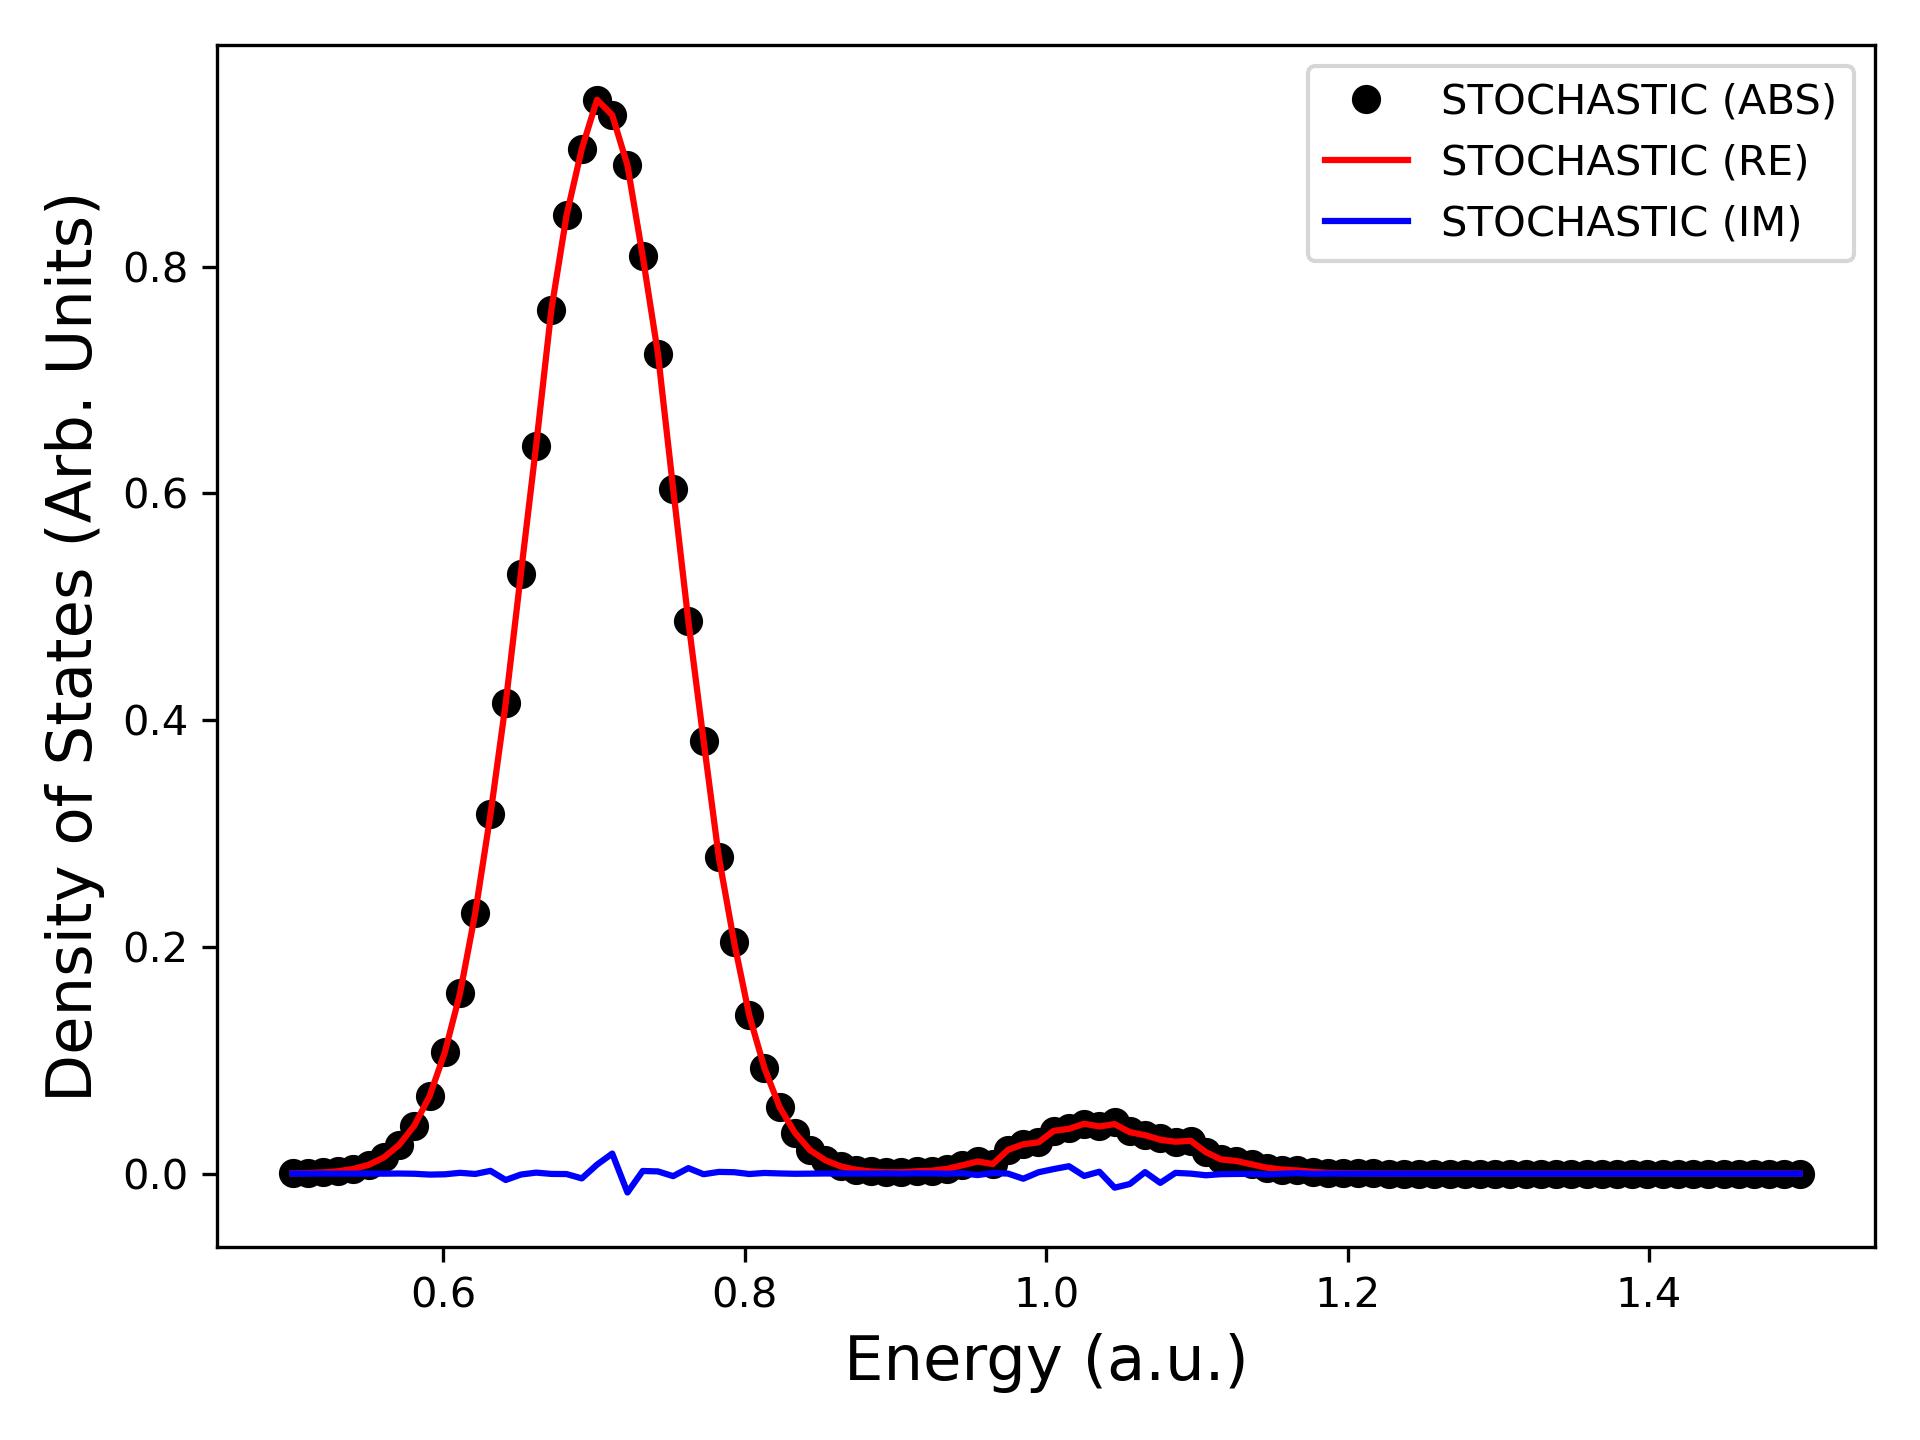 STOCHASTIC (ABS)
STOCHASTIC (RE)
STOCHASTIC (IM)
Density of States (Arb. Units)
0.8
0.6
0.4
0.2
0.0
0.6 0.8 1.0 1.2 1.4
Energy (a.u.)